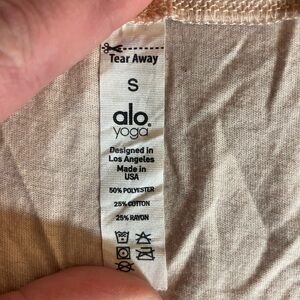 Tear Away
S
alo
yoga
Designed in
Los Angeles
Made in
USA
50% POLYESTER
25% COTTON
25% RAYON